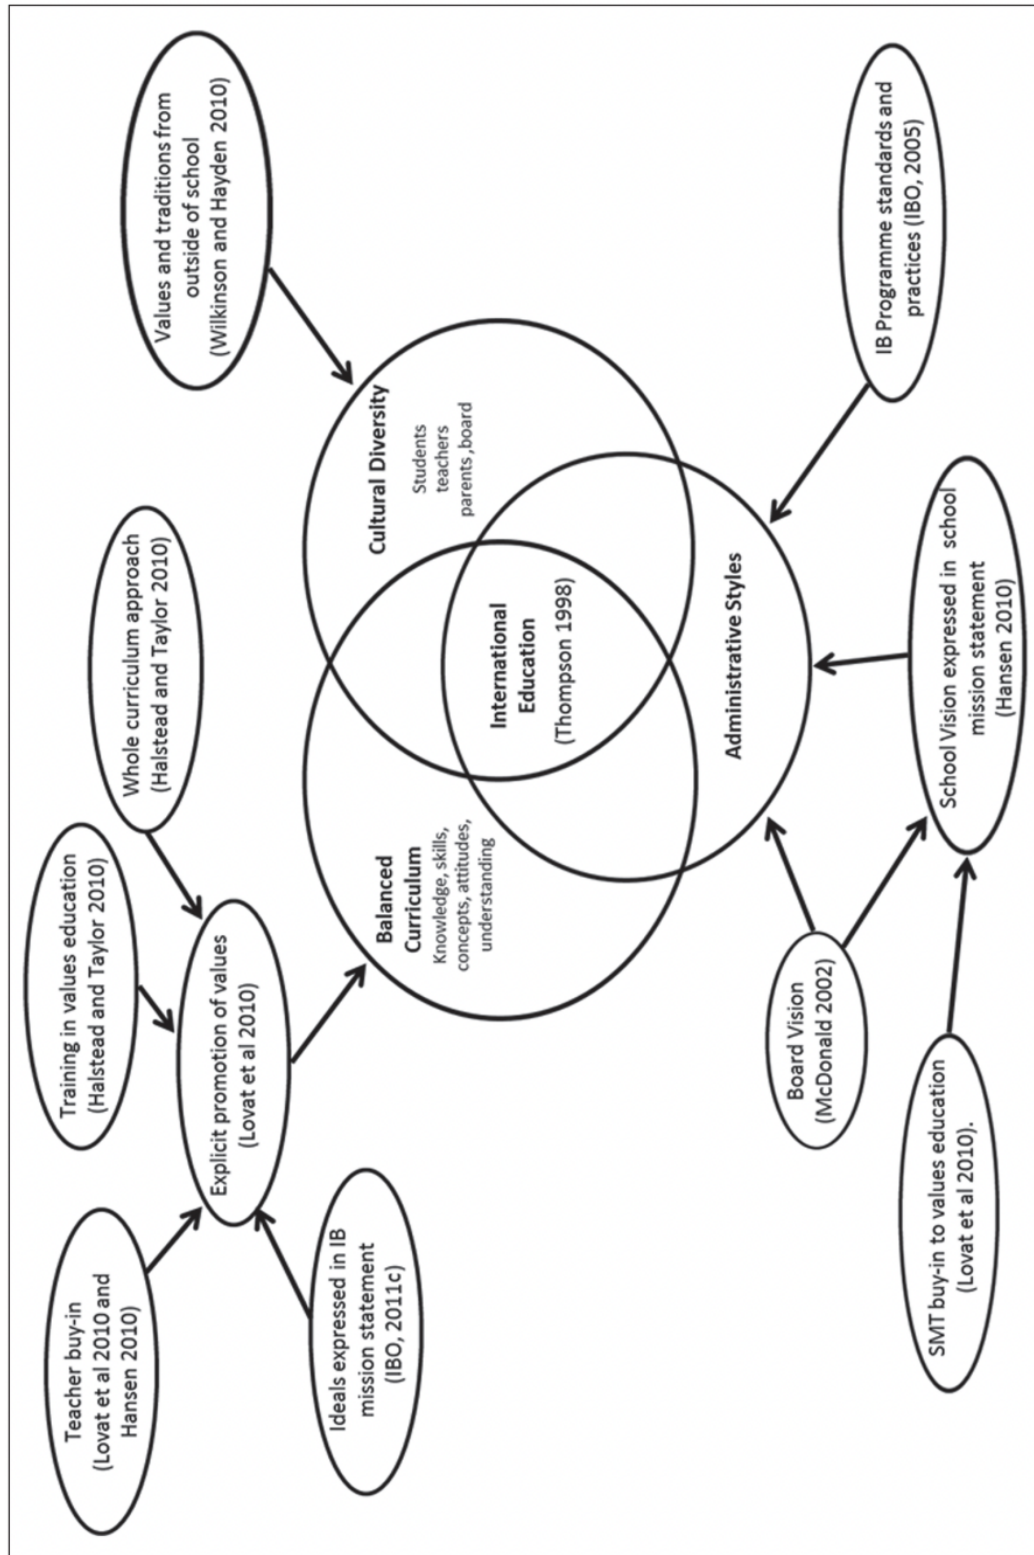 Teacher buy-in
(Lovat et al 2010 and
Hansen 2010)
Training in values education
(Halstead and Taylor 2010)
Whole curriculum approach
(Halstead and Taylor 2010)
Values and traditions from
outside of school
(Wilkinson and Hayden 2010)
Explicit promotion of values
(Lovat et al 2010)
Ideals expressed in IB
mission statement
(IBO, 2011c)
Balanced
Curriculum
Knowledge, skills,
concepts, attitudes,
understanding
Cultural Diversity
Students
teachers
parents ,board
International
Education
(Thompson 1998)
Administrative Styles
Board Vision
(McDonald 2002)
IB Programme standards and
practices (IBO, 2005)
SMT buy-in to values education
(Lovat et al 2010).
School Vision expressed in school
mission statement
(Hansen 2010)